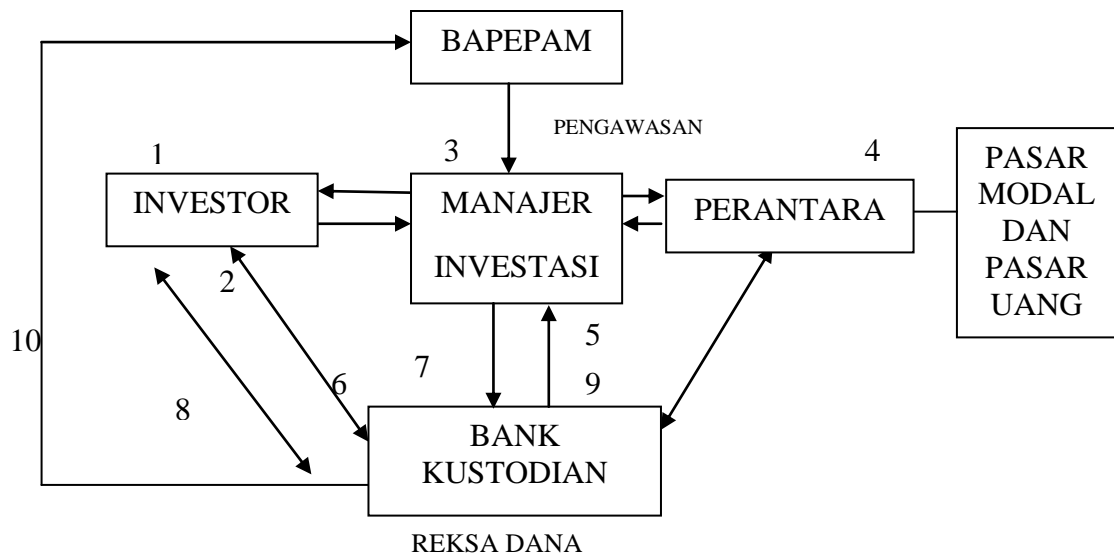 BAPEPAM
PENGAWASAN
1
3
4
INVESTOR
MANAJER
INVESTASI
PERANTARA
PASAR
MODAL
DAN
PASAR
UANG
2
10
5
7
6
9
8
BANK
KUSTODIAN
REKSA DANA